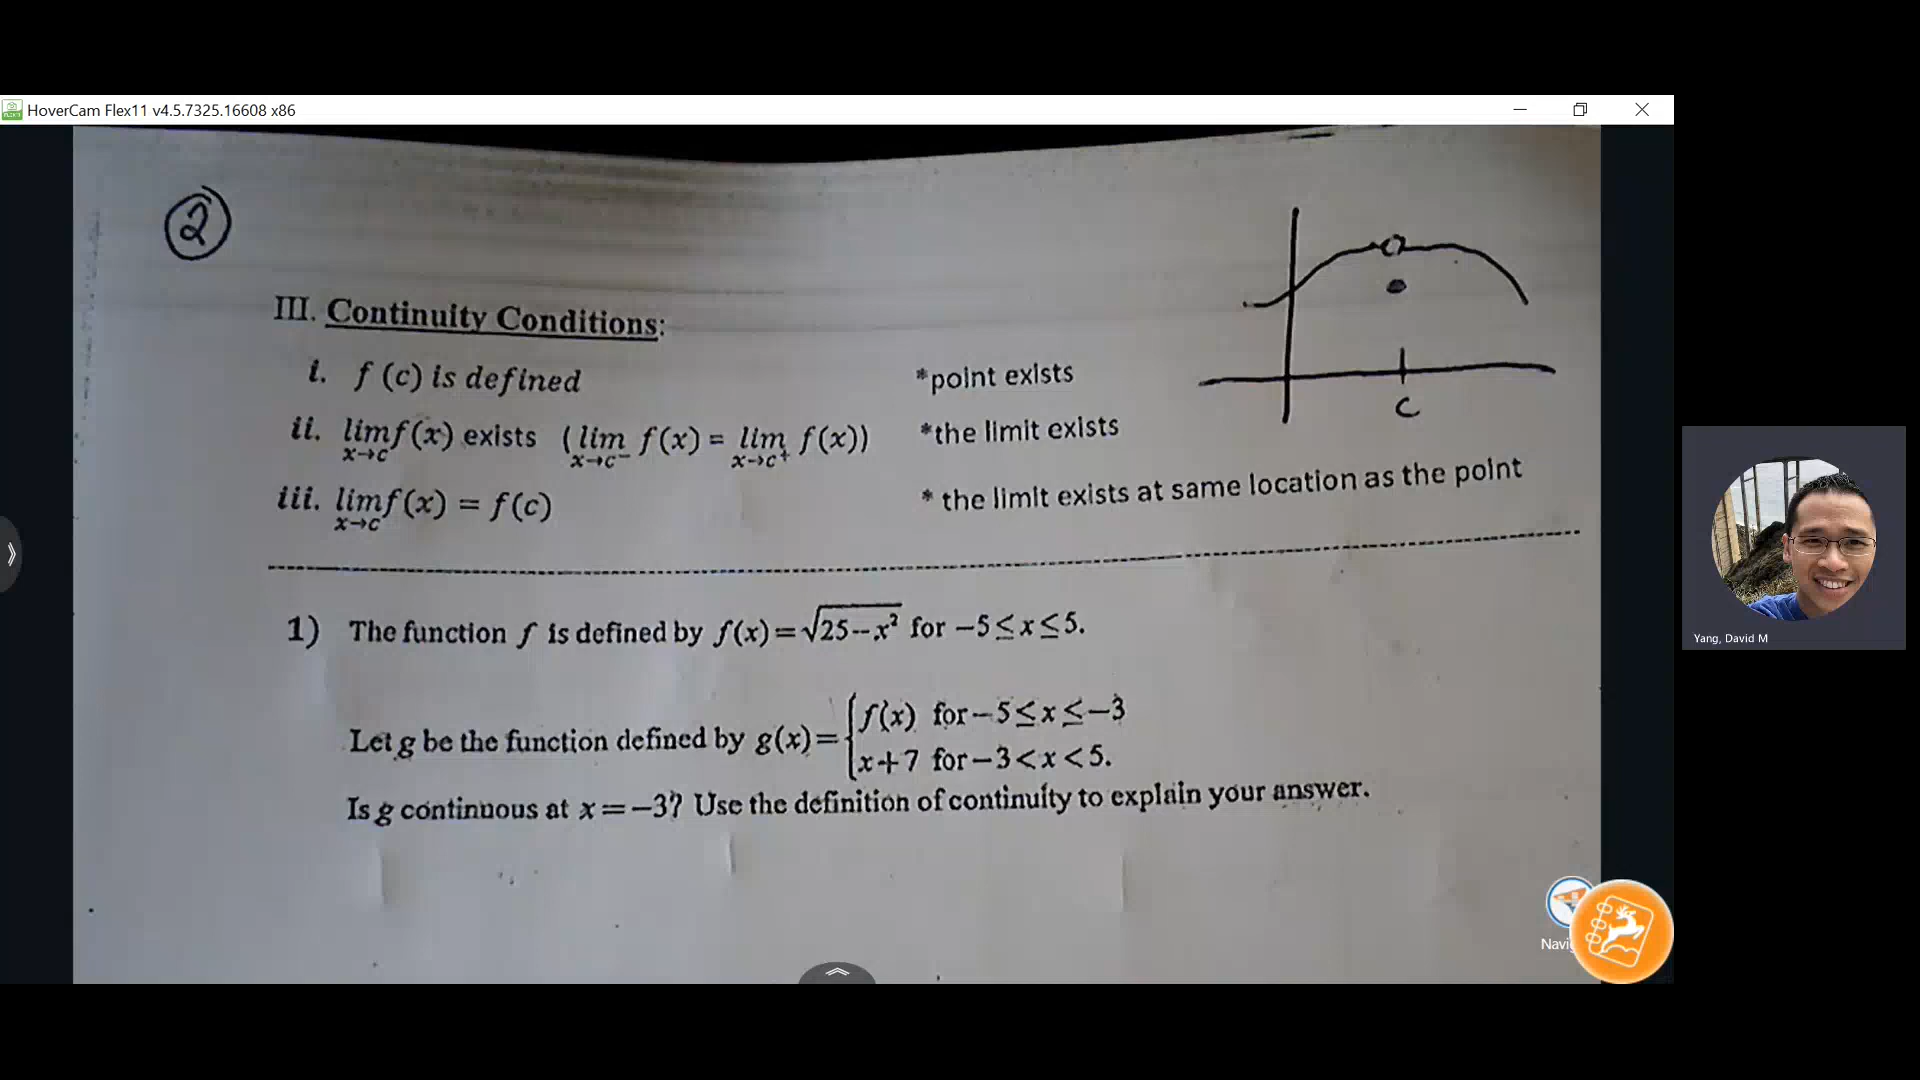 HoverCam Flex11 v4.5.7325.16608 x86
2
III. Continuity Conditions:
i. f (c) is defined *point exists
ii. lim f(x) exists (lim f(x) = lim f(x)) *the limit exists
x→c x→c⁻ x→c⁺
iii. lim f(x) = f(c) * the limit exists at same location as the point
x→c
c
1) The function f is defined by f(x)=√25-x² for -5≤x≤5.
Let g be the function defined by g(x)={f(x) for -5≤x≤-3
x+7 for -3<x<5.
Is g continuous at x=-3? Use the definition of continuity to explain your answer.
Yang, David M